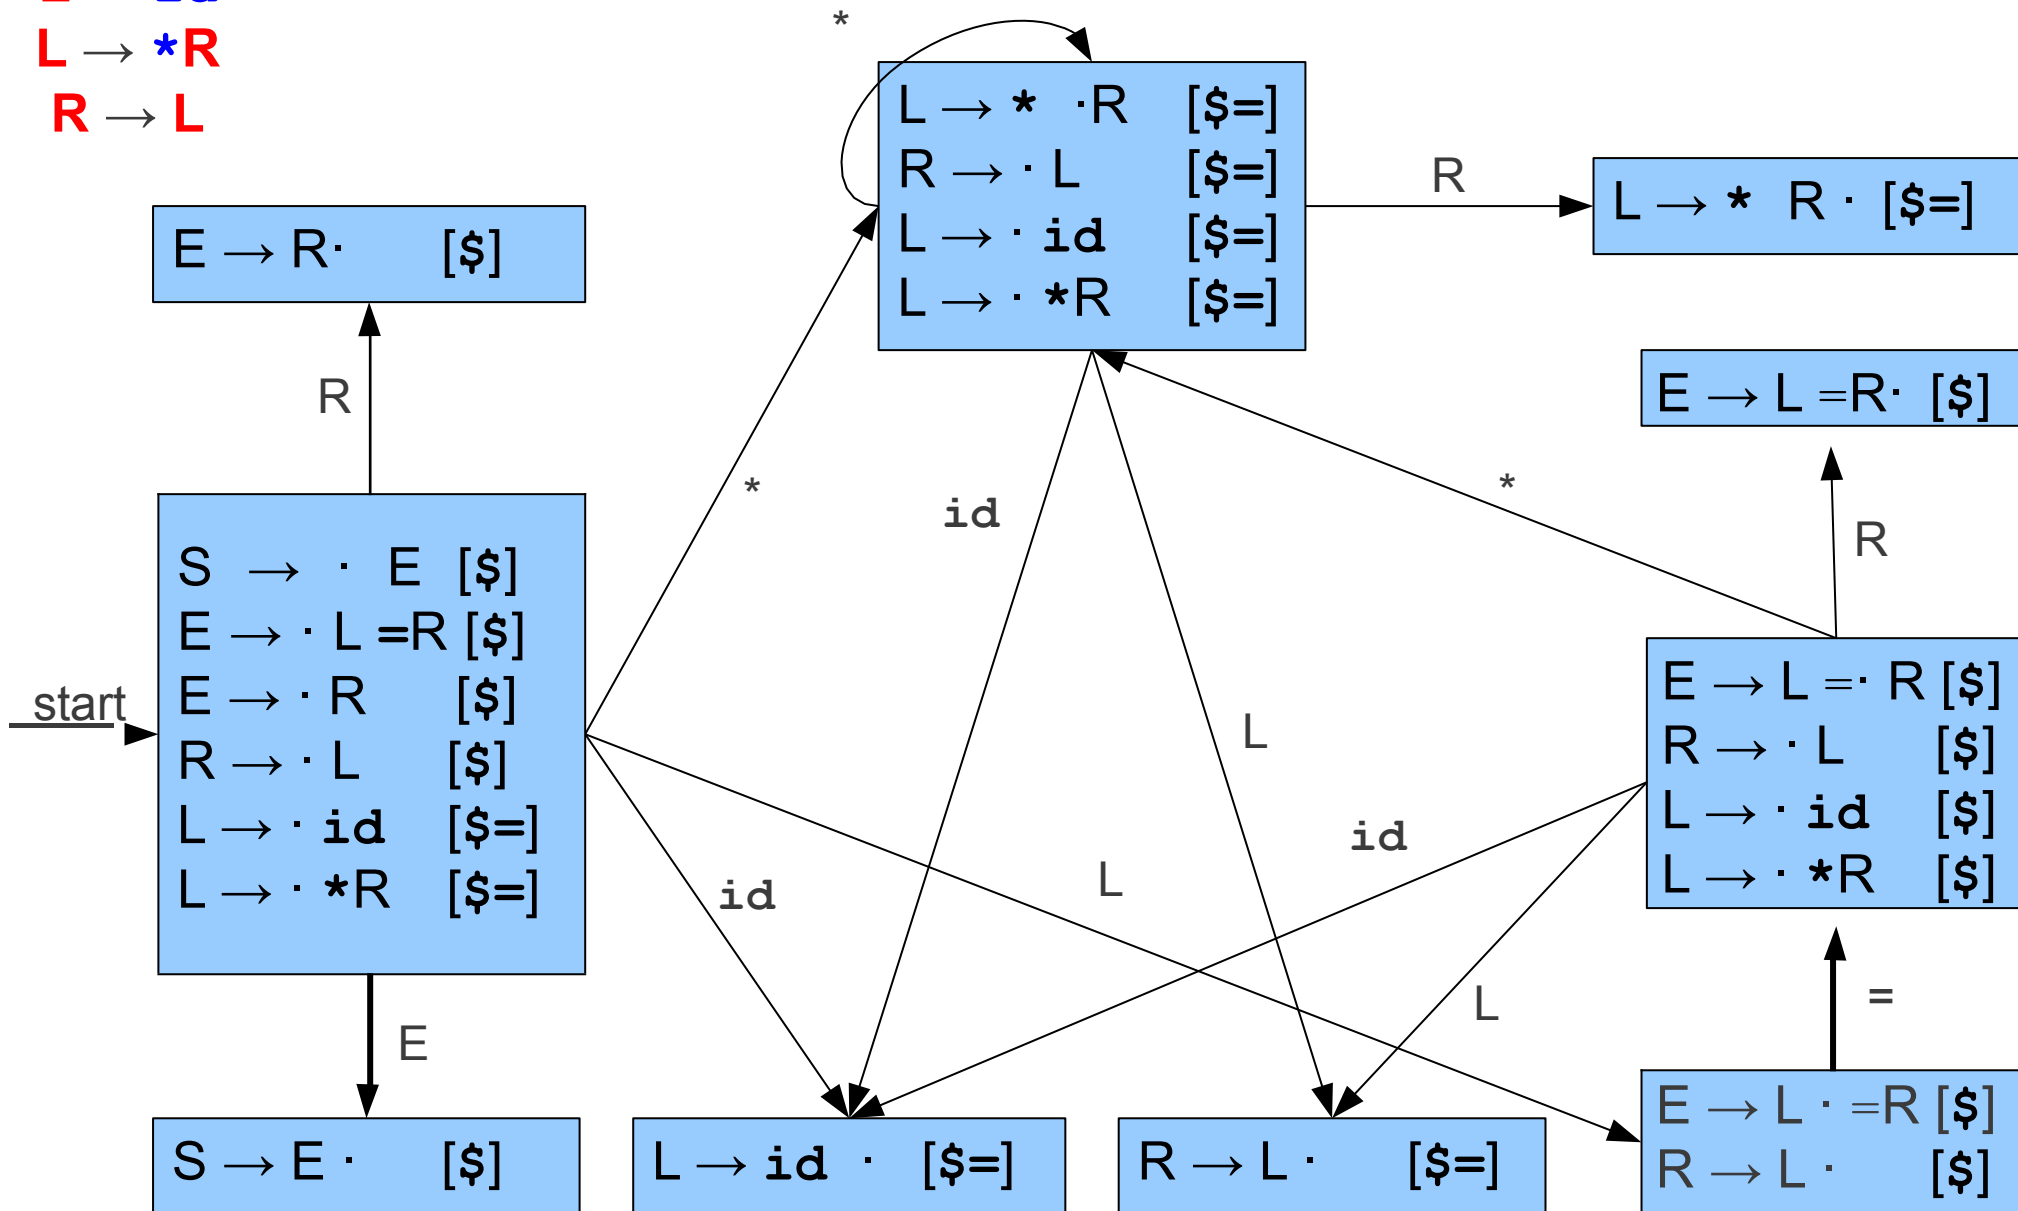 L → *R
R → L
*
L → * ·R [$=]
R → · L [$=]
L → · id [$=]
L → · *R [$=]
R
L → * R · [$=]
E → R· [$]
R
E → L =R· [$]
R
*
id
*
S → · E [$]
E → · L =R [$]
E → · R [$]
R → · L [$]
L → · id [$=]
L → · *R [$=]
start
L
E → L =· R [$]
R → · L [$]
L → · id [$]
L → · *R [$]
id
L
id
L
=
E
S → E · [$]
L → id · [$=]
R → L · [$=]
E → L · =R [$]
R → L · [$]